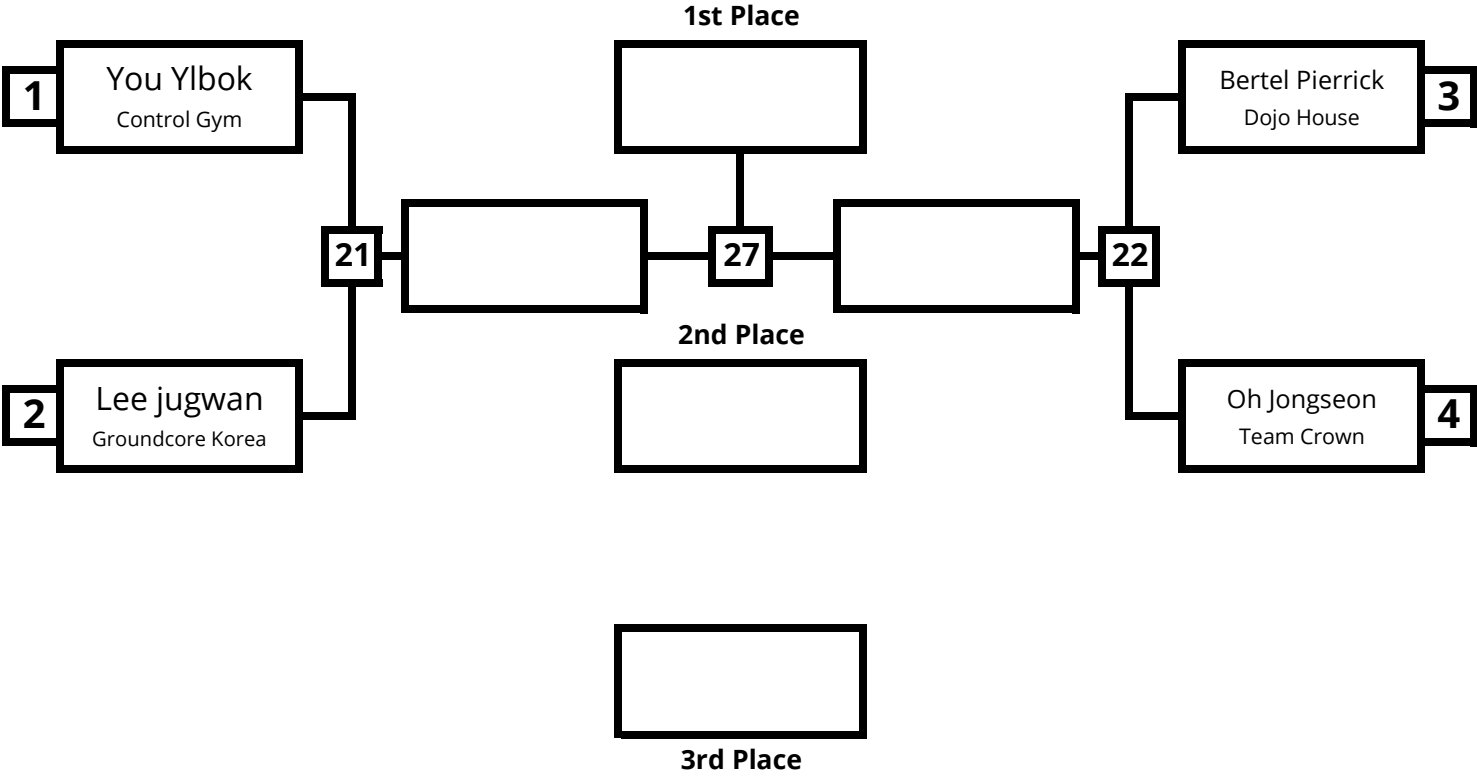 1st Place
1
You Ylbok
Control Gym
Bertel Pierrick
Dojo House
3
21
27
22
2nd Place
2
Lee jugwan
Groundcore Korea
Oh Jongseon
Team Crown
4
3rd Place